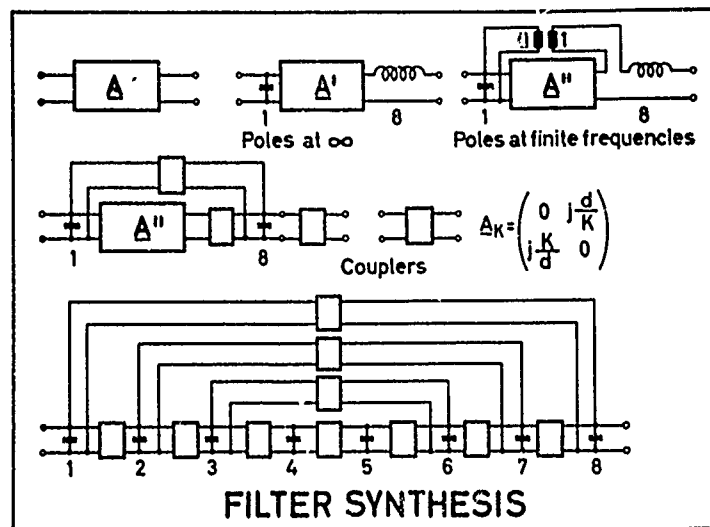 A
A'
1
8
Poles at ∞
1
A"
1
8
Poles at finite frequencies
A"
1
8
Couplers
A_K = ( 0 j d/K
j K/d 0 )
1 2 3 4 5 6 7 8
FILTER SYNTHESIS